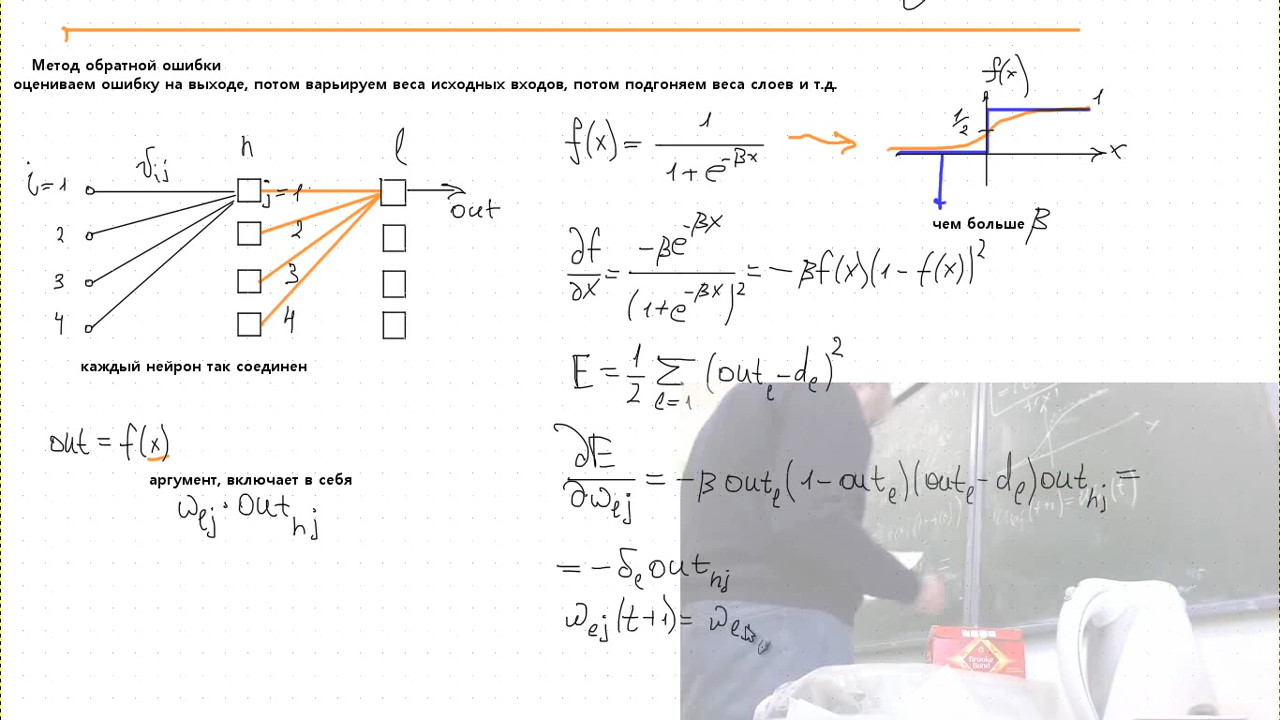 Метод обратной ошибки
оцениваем ошибку на выходе, потом варьируем веса исходных входов, потом подгоняем веса слоев и т.д.
f(x)
1
1/2
x
чем больше β
h
l
i=1
v_ij
j=1
out
2
2
3
3
4
4
каждый нейрон так соединен
f(x) = 1/(1+e^(-βx))
∂f/∂x = -βe^(-βx)/(1+e^(-βx))^2 = -βf(x)(1-f(x))^2
E = 1/2 Σ_(l=1) (out_l - d_l)^2
out = f(x)
аргумент, включает в себя
w_lj · out_hj
∂E/∂w_lj = -β out_l (1-out_l)(out_l - d_l) out_hj =
= -δ_l out_hj
w_lj (t+1) = w_l
Brooke
Bond